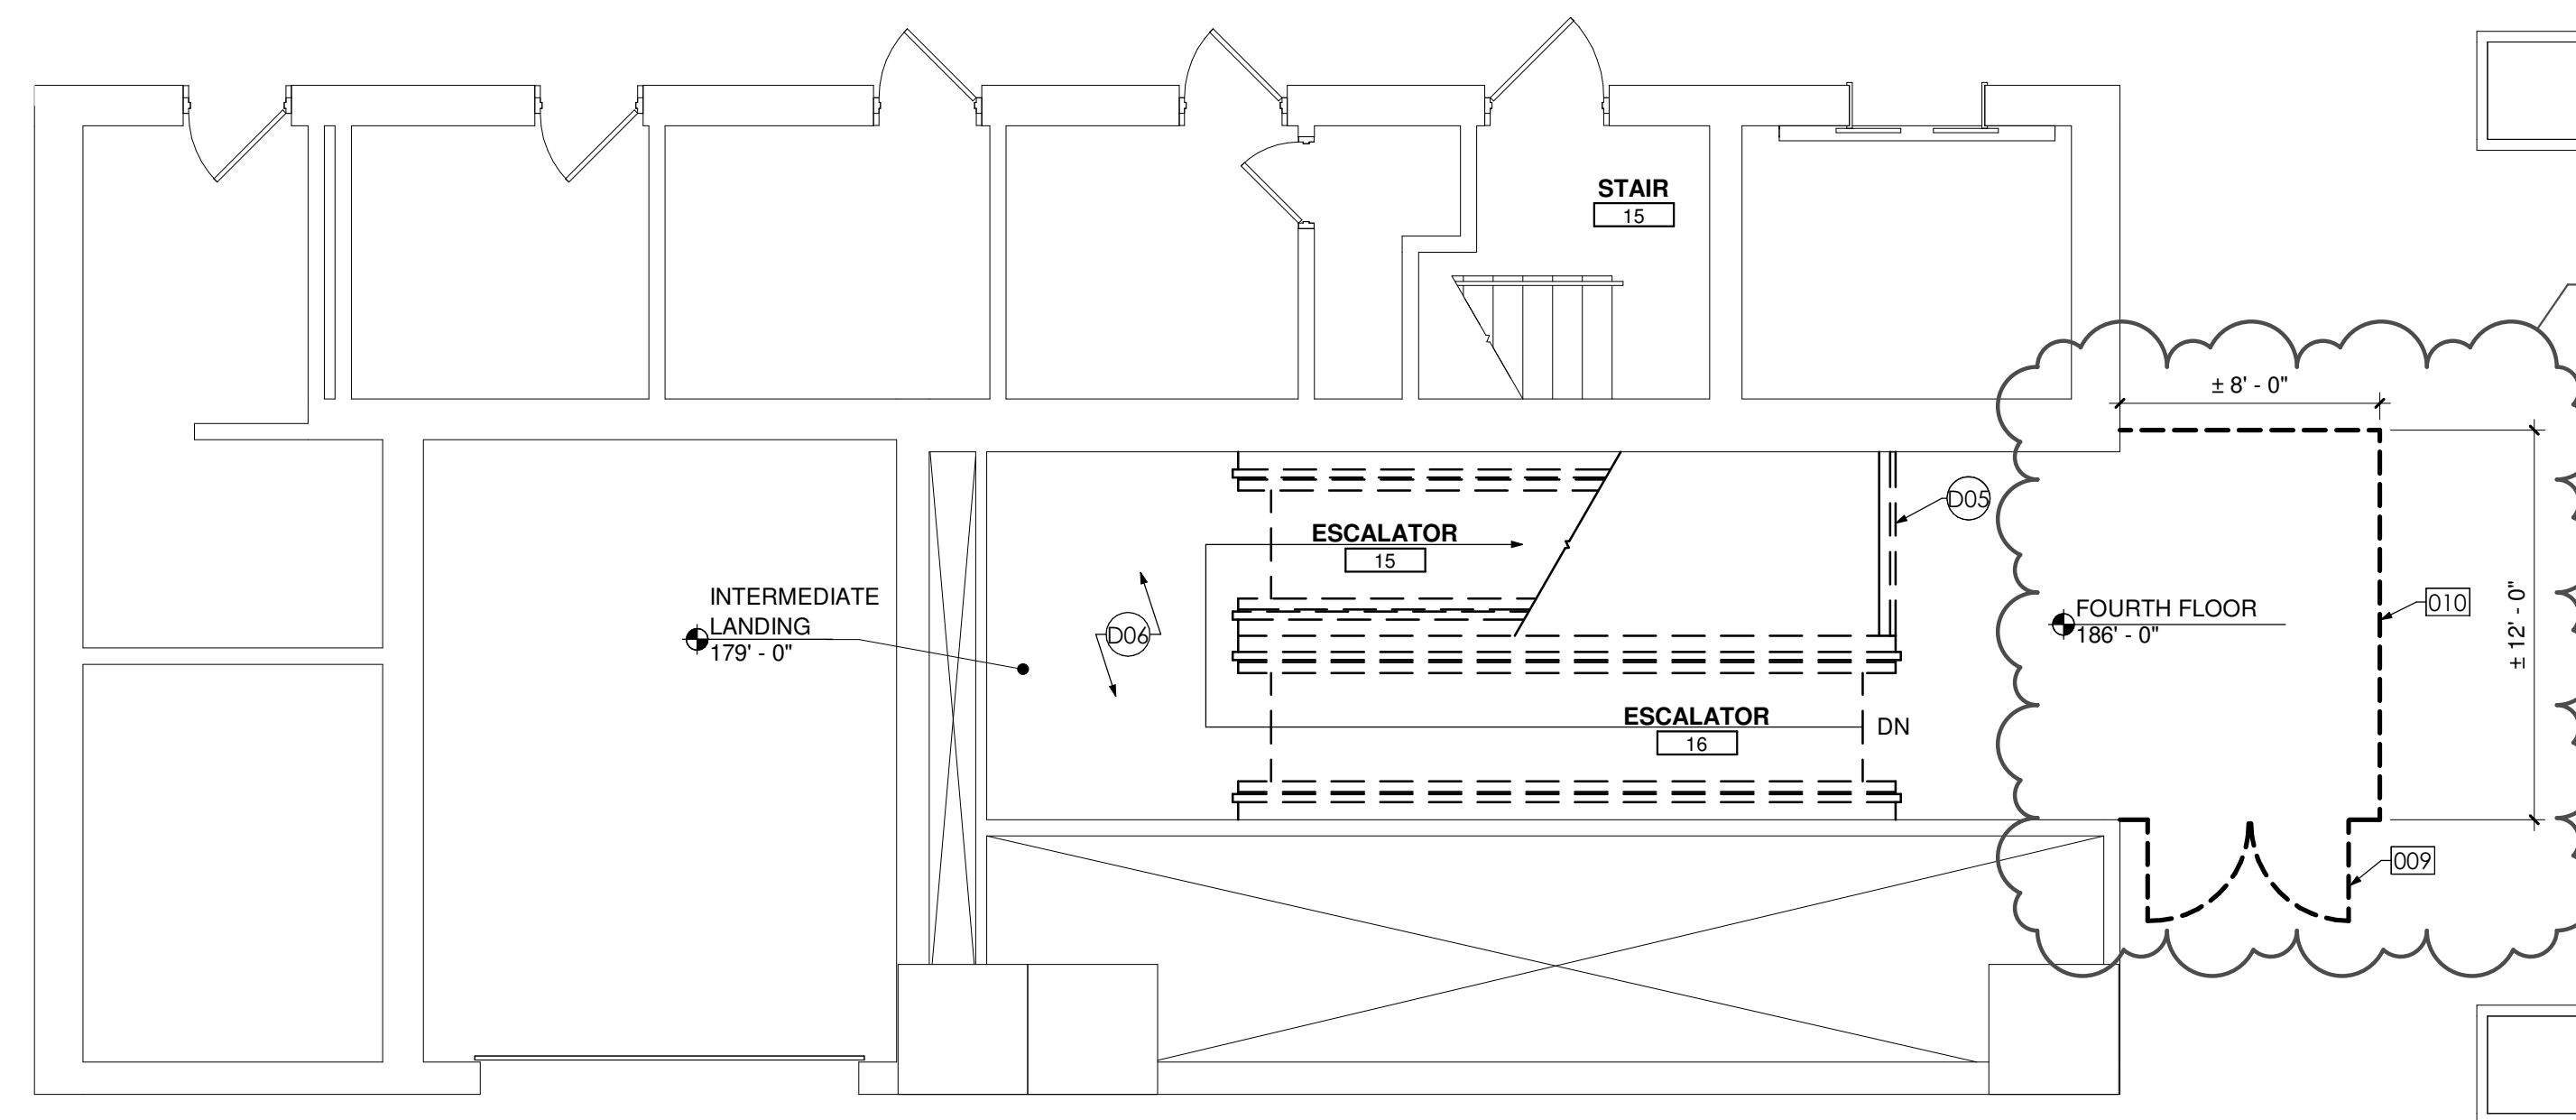 STAIR
15
± 8' - 0"
ESCALATOR
15
D05
INTERMEDIATE
LANDING
179' - 0"
D06
FOURTH FLOOR
186' - 0"
010
± 12' - 0"
ESCALATOR
16
DN
009